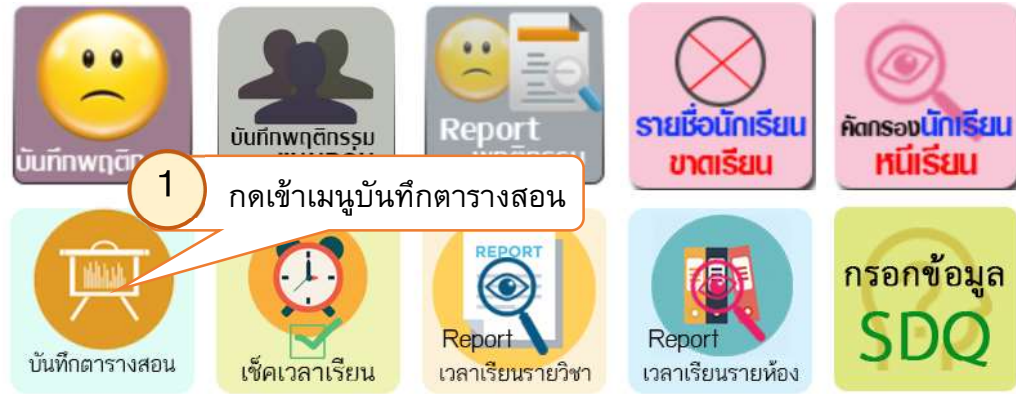 บันทึกพฤติก
บันทึกพฤติกรรม
Report
รายชื่อนักเรียน
ขาดเรียน
คัดกรองนักเรียน
หนีเรียน
1
กดเข้าเมนูบันทึกตารางสอน
บันทึกตารางสอน
เช็คเวลาเรียน
REPORT
Report
เวลาเรียนรายวิชา
Report
เวลาเรียนรายห้อง
กรอกข้อมูล
SDQ